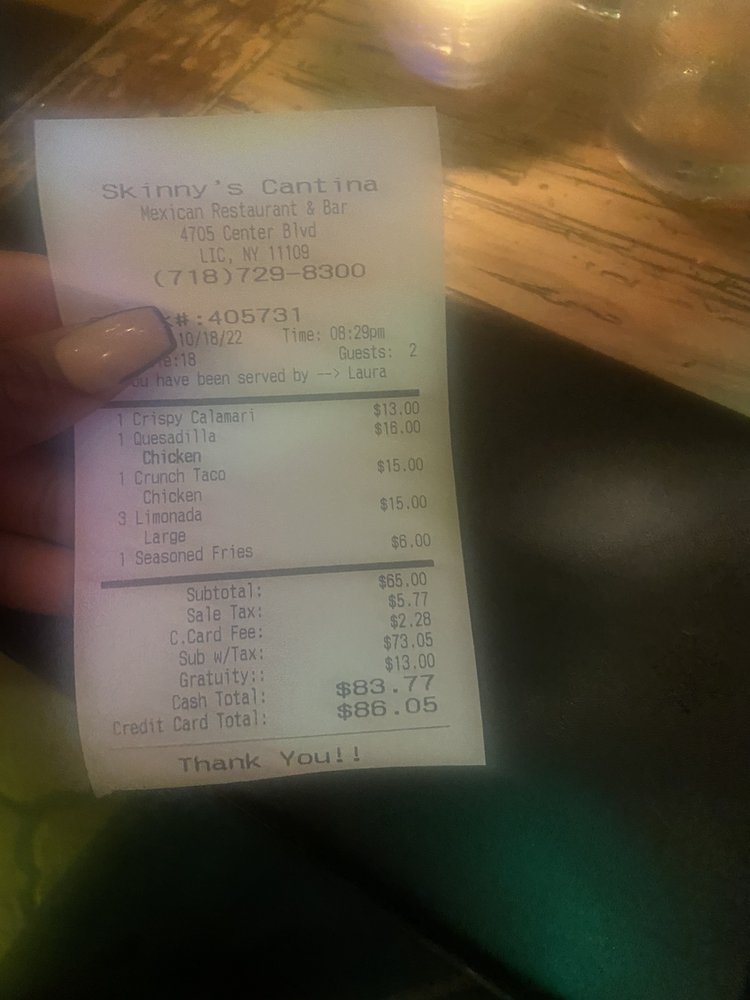 Skinny's Cantina
Mexican Restaurant & Bar
4705 Center Blvd
LIC, NY 11109
(718)729-8300
#:405731
10/18/22 Time: 08:29pm
:18 Guests: 2
ou have been served by --> Laura
1 Crispy Calamari $13.00
1 Quesadilla $16.00
Chicken
1 Crunch Taco $15.00
Chicken
3 Limonada $15.00
Large
1 Seasoned Fries $6.00
Subtotal: $65.00
Sale Tax: $5.77
C.Card Fee: $2.28
Sub w/Tax: $73.05
Gratuity:: $13.00
Cash Total: $83.77
Credit Card Total: $86.05
Thank You!!